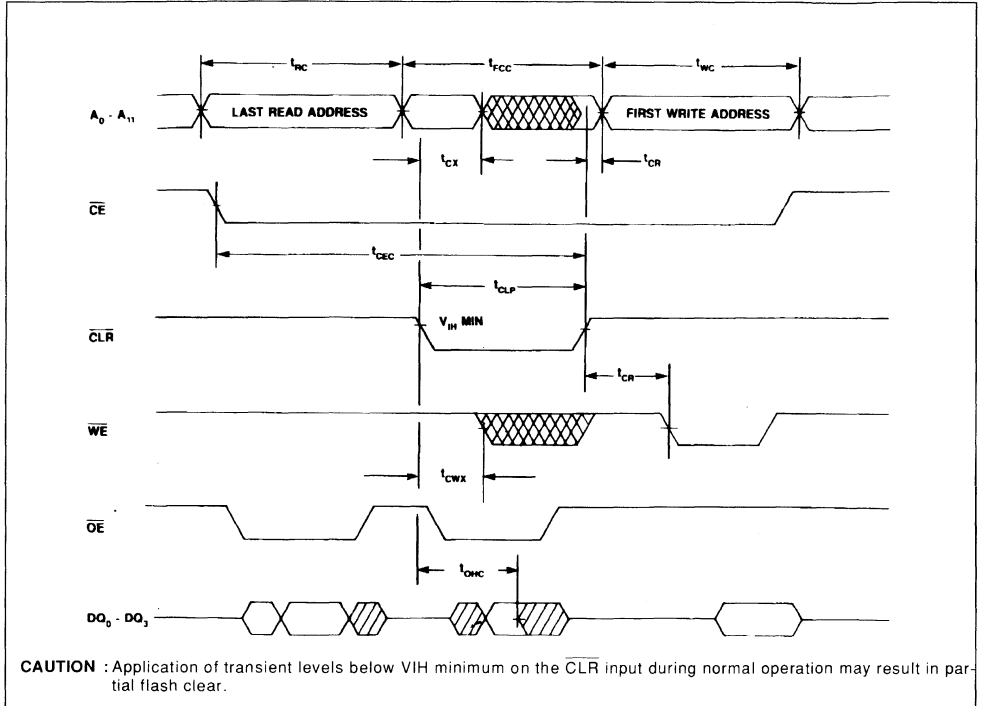 tRC tFCC tWC
A0 - A11 LAST READ ADDRESS FIRST WRITE ADDRESS
tCX tCR
CE
tCEC
tCLP
CLR VIH MIN
tCR
WE
tCWX
OE
tOHC
DQ0 - DQ3
CAUTION : Application of transient levels below VIH minimum on the CLR input during normal operation may result in par-
tial flash clear.